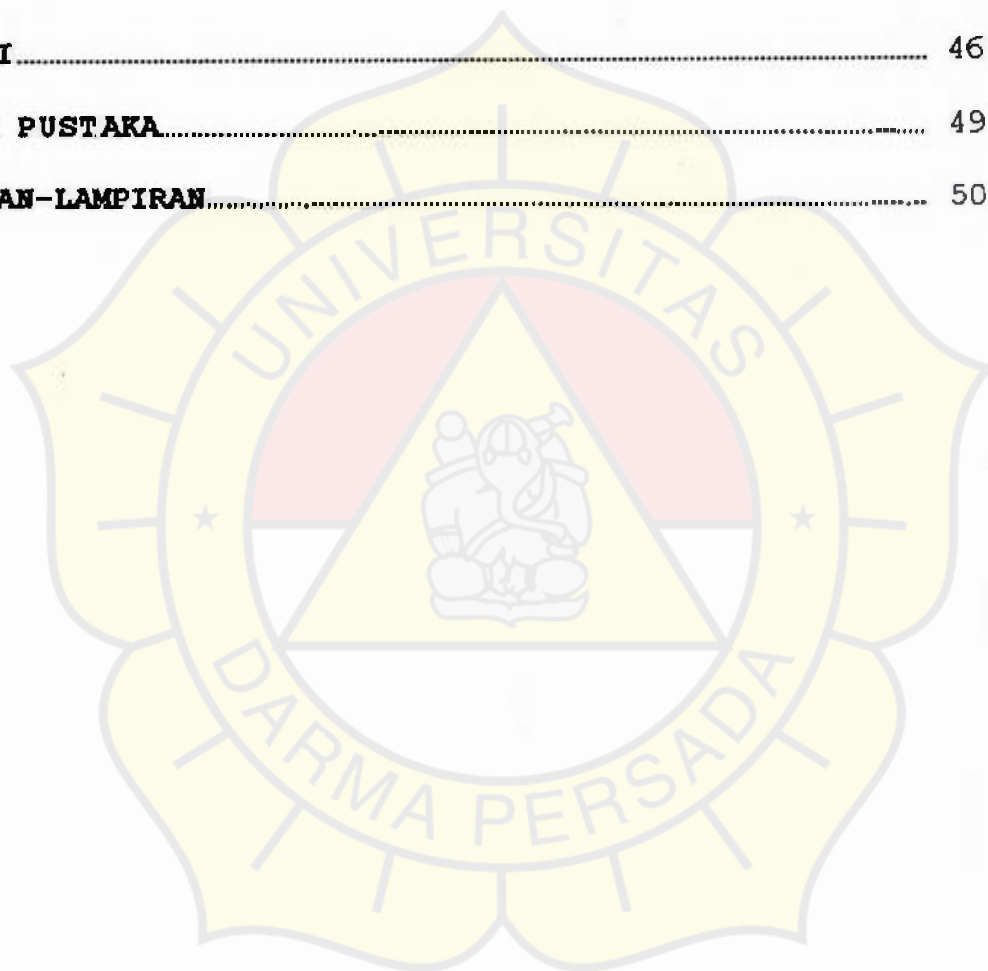 I........ 46
PUSTAKA........ 49
AN-LAMPIRAN........ 50
UNIVERSITAS
DARMA PERSADA